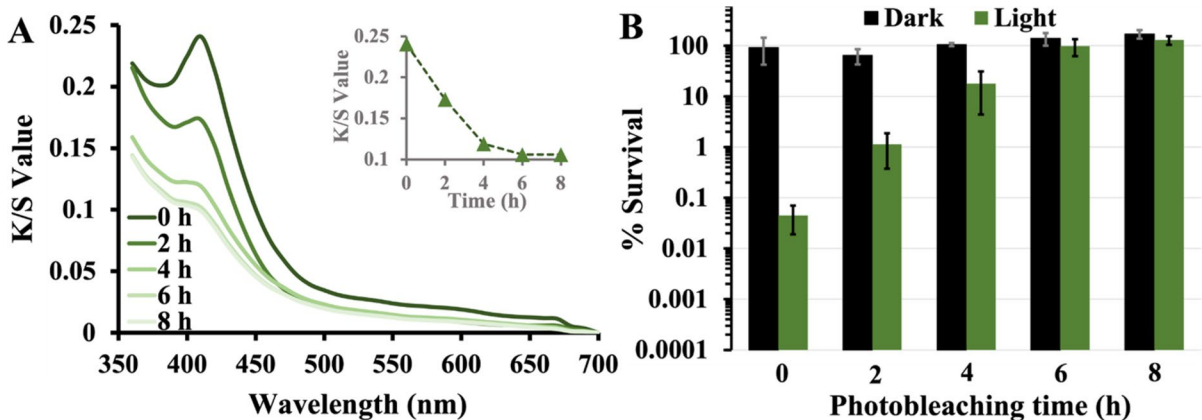 A
K/S Value
0.25
0.2
0.15
0.1
0.05
0
0 h
2 h
4 h
6 h
8 h
360
400
450
500
550
600
650
700
Wavelength (nm)
K/S Value
0.25
0.2
0.15
0.1
0
2
4
6
8
Time (h)
B
Dark
Light
% Survival
100
10
1
0.1
0.01
0.001
0.0001
0
2
4
6
8
Photobleaching time (h)